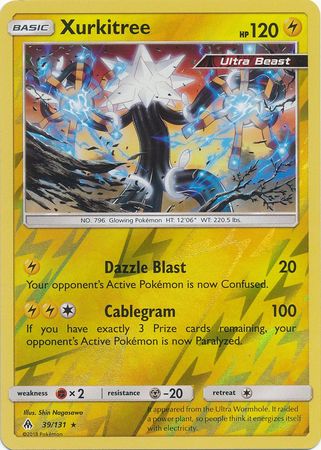 BASIC Xurkitree HP 120
Ultra Beast
NO. 796. Glowing Pokémon HT: 12'06" WT: 220.5 lbs.
Dazzle Blast 20
Your opponent's Active Pokémon is now Confused.
Cablegram 100
If you have exactly 3 Prize cards remaining, your
opponent's Active Pokémon is now Paralyzed.
weakness × 2 resistance -20 retreat
Illus. Shin Nagasawa
39/131 ★
©2018 Pokémon
It appeared from the Ultra Wormhole. It raided
a power plant, so people think it energizes itself
with electricity.